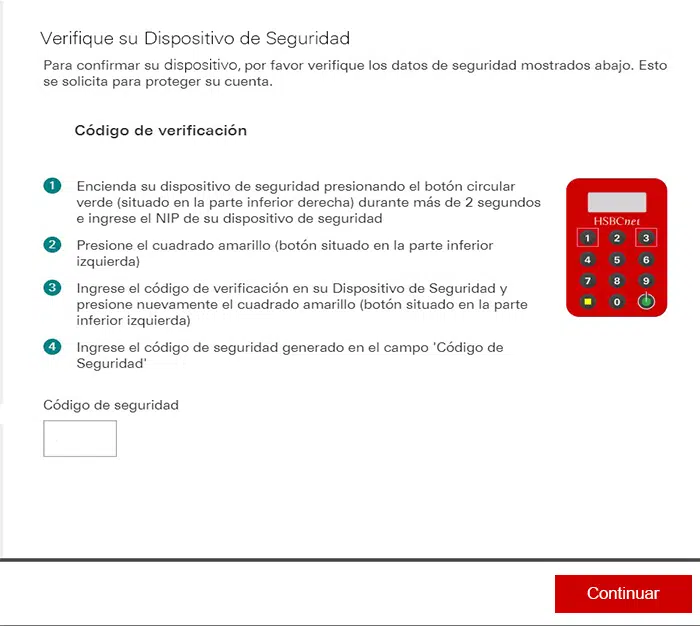 Verifique su Dispositivo de Seguridad
Para confirmar su dispositivo, por favor verifique los datos de seguridad mostrados abajo. Esto
se solicita para proteger su cuenta.
Código de verificación
1 Encienda su dispositivo de seguridad presionando el botón circular
verde (situado en la parte inferior derecha) durante más de 2 segundos
e ingrese el NIP de su dispositivo de seguridad
2 Presione el cuadrado amarillo (botón situado en la parte inferior
izquierda)
3 Ingrese el código de verificación en su Dispositivo de Seguridad y
presione nuevamente el cuadrado amarillo (botón situado en la parte
inferior izquierda)
4 Ingrese el código de seguridad generado en el campo 'Código de
Seguridad'
HSBCnet
1 2 3
4 5 6
7 8 9
0
Código de seguridad
Continuar